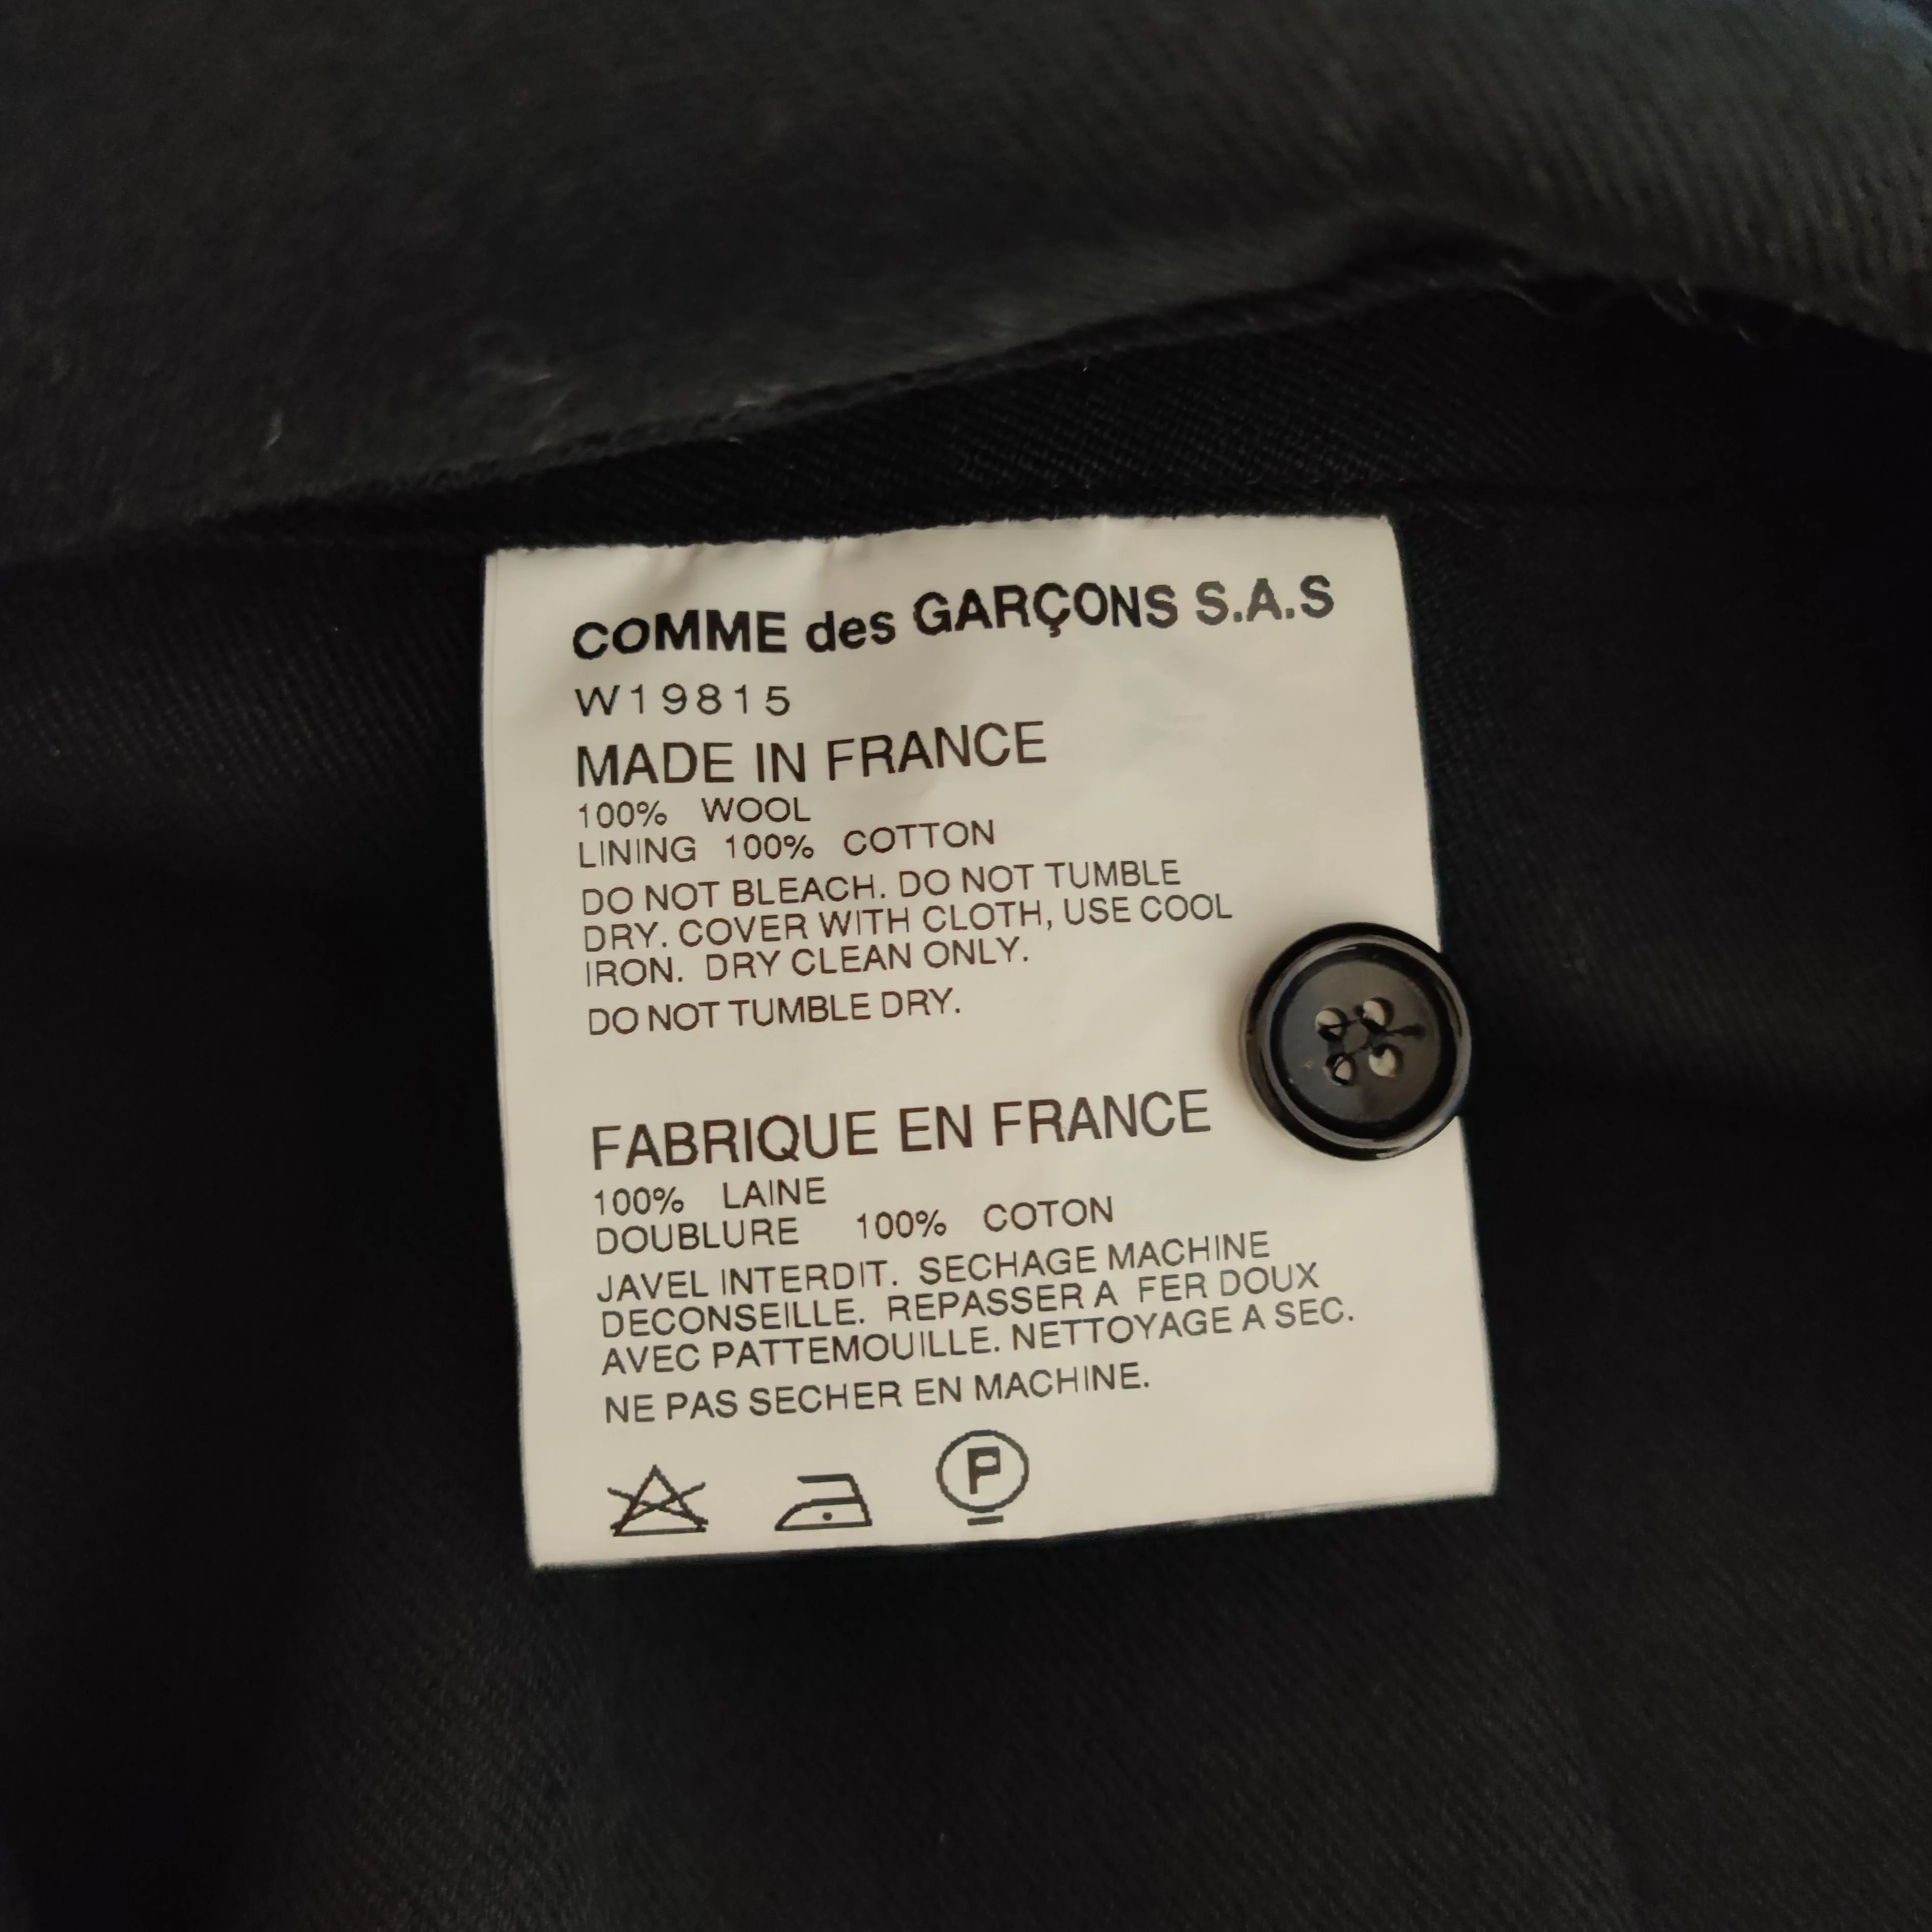 COMME des GARÇONS S.A.S
W19815
MADE IN FRANCE
100% WOOL
LINING 100% COTTON
DO NOT BLEACH. DO NOT TUMBLE
DRY. COVER WITH CLOTH, USE COOL
IRON. DRY CLEAN ONLY.
DO NOT TUMBLE DRY.
FABRIQUE EN FRANCE
100% LAINE
DOUBLURE 100% COTON
JAVEL INTERDIT. SECHAGE MACHINE
DECONSEILLE. REPASSER A FER DOUX
AVEC PATTEMOUILLE. NETTOYAGE A SEC.
NE PAS SECHER EN MACHINE.
P